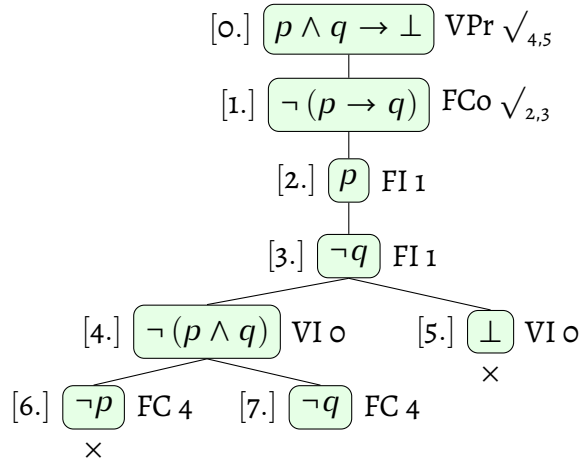 [0.] p ∧ q → ⊥ VPr √4,5
[1.] ¬ (p → q) FCo √2,3
[2.] p FI 1
[3.] ¬q FI 1
[4.] ¬ (p ∧ q) VI 0 [5.] ⊥ VI 0
×
[6.] ¬p FC 4 [7.] ¬q FC 4
×